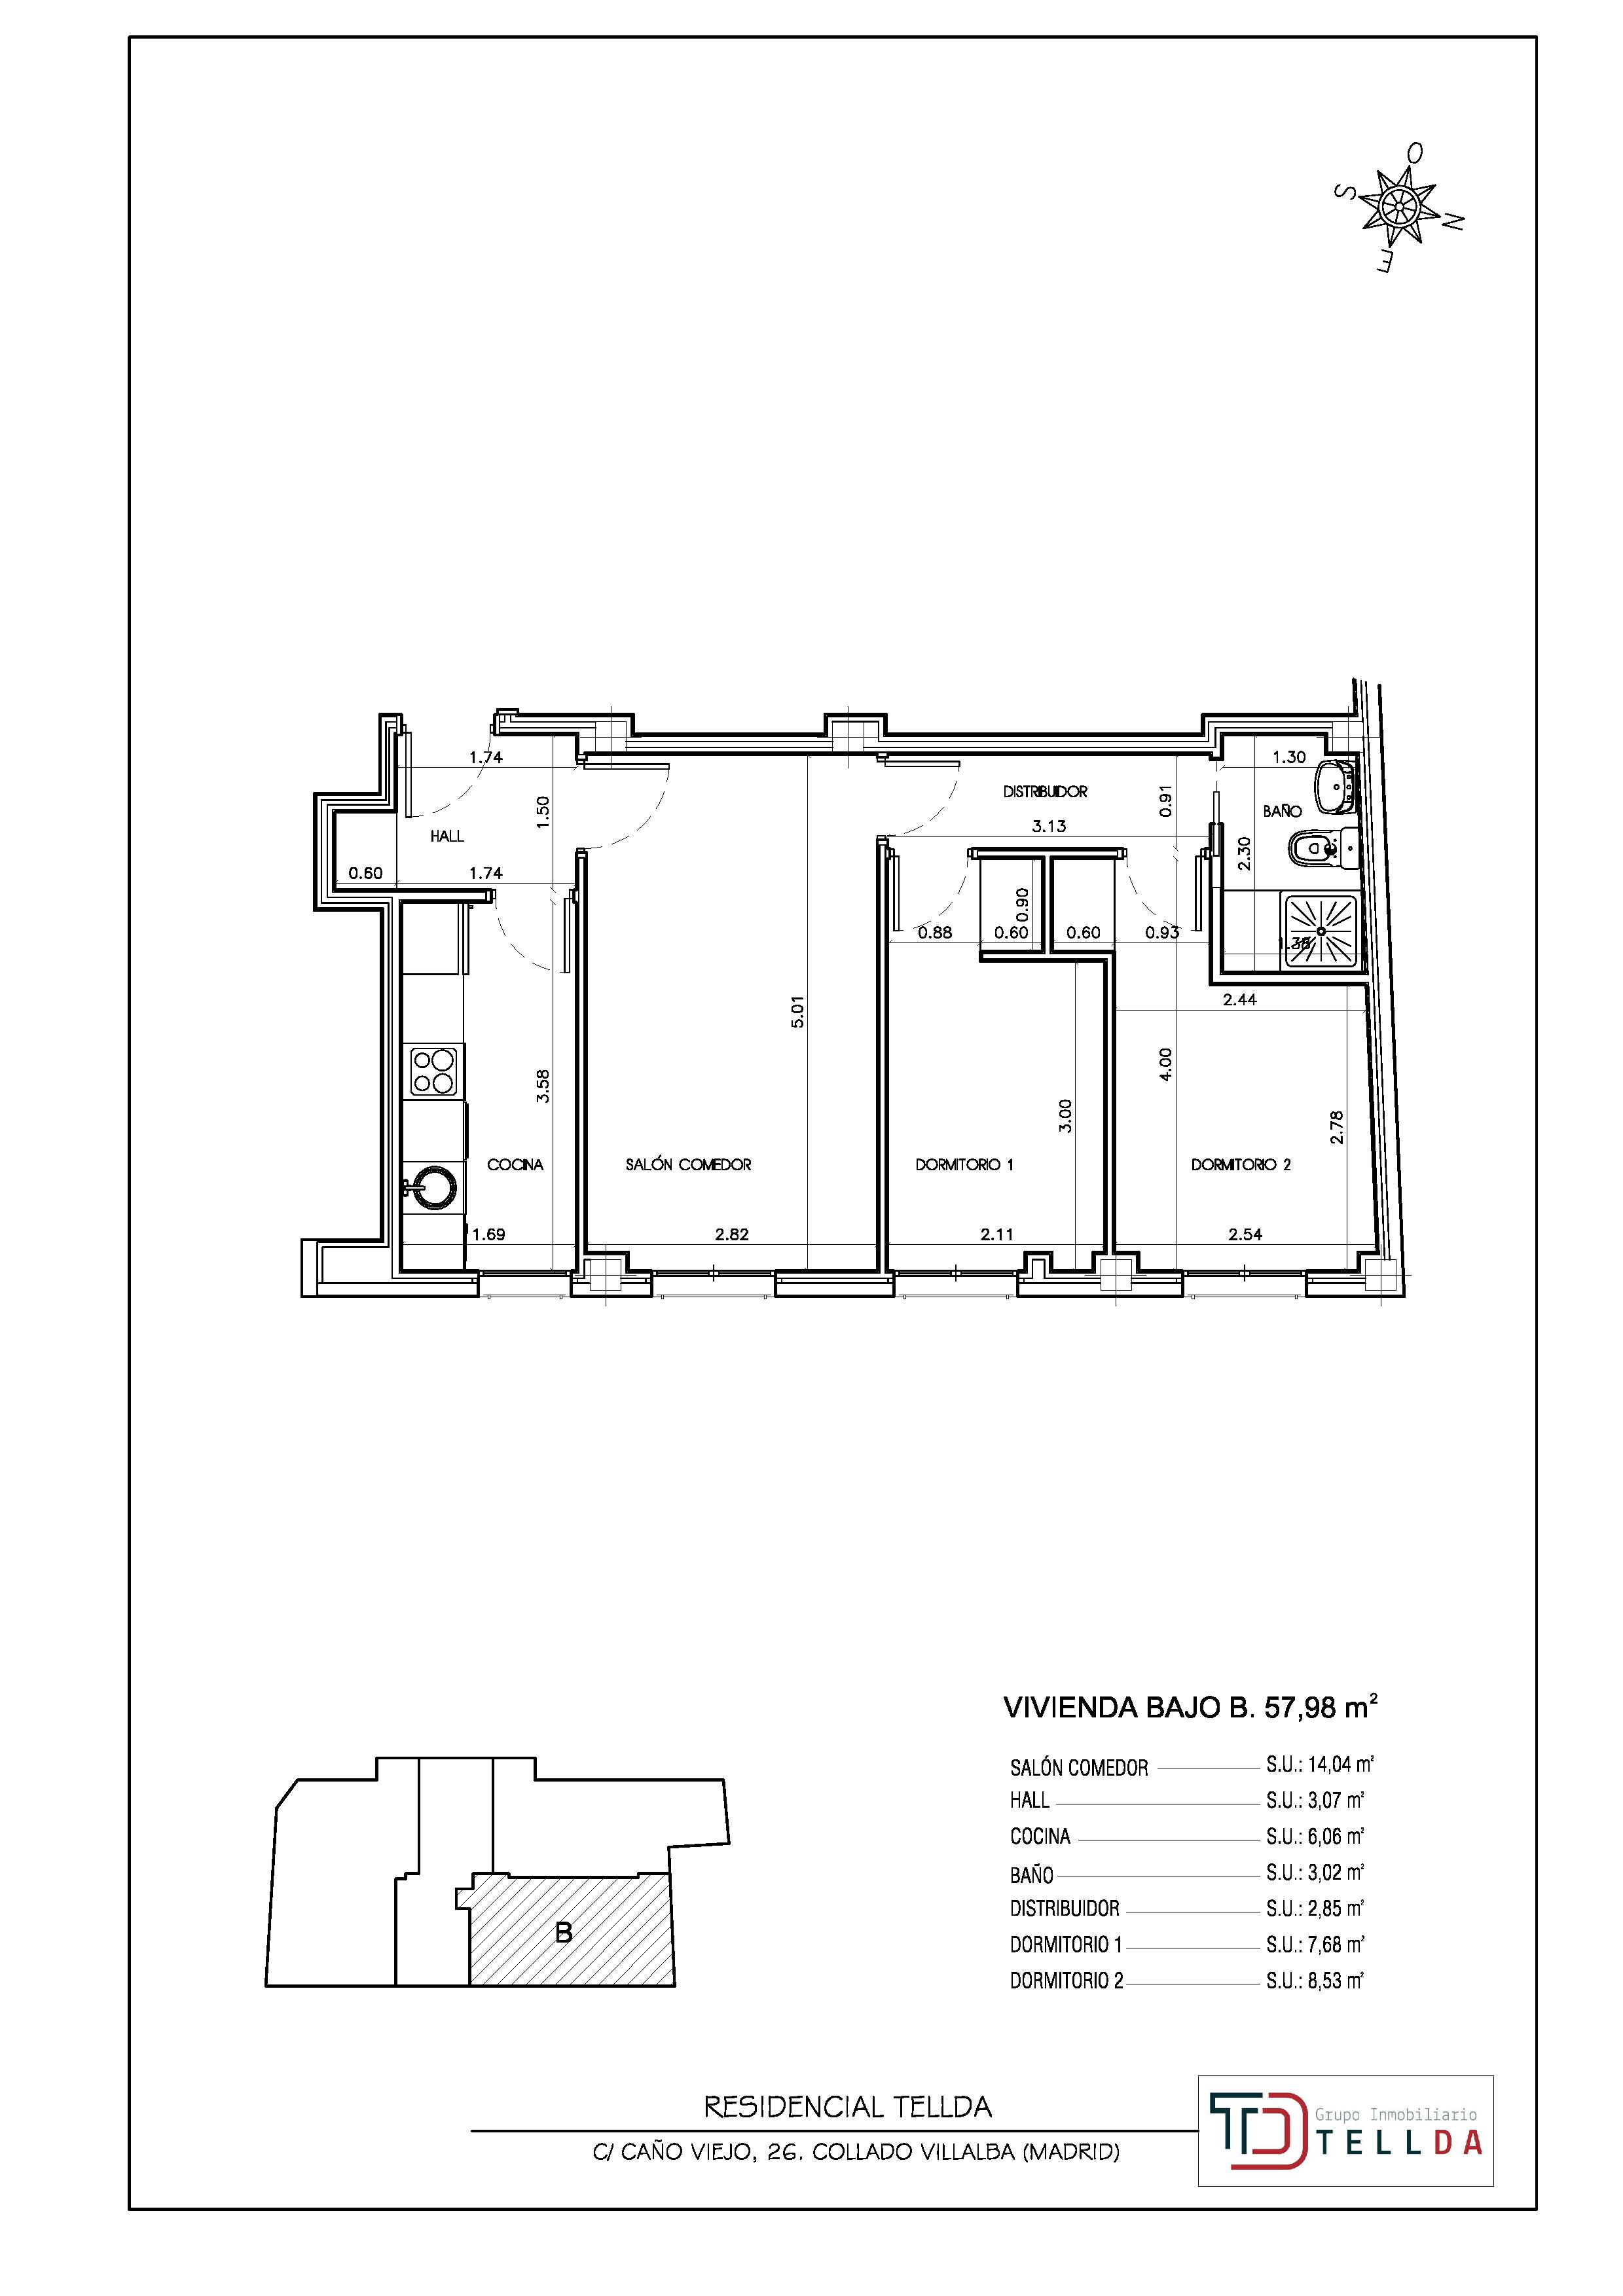 O
S
N
E
1.74
1.50
HALL
0.60
1.74
DISTRIBUIDOR
3.13
0.91
1.30
BAÑO
2.30
0.88
0.60
0.90
0.60
0.93
1.38
2.44
5.01
3.58
3.00
4.00
2.78
COCINA
SALÓN COMEDOR
DORMITORIO 1
DORMITORIO 2
1.69
2.82
2.11
2.54
VIVIENDA BAJO B. 57,98 m²
SALÓN COMEDOR S.U.: 14,04 m²
HALL S.U.: 3,07 m²
COCINA S.U.: 6,06 m²
BAÑO S.U.: 3,02 m²
DISTRIBUIDOR S.U.: 2,85 m²
DORMITORIO 1 S.U.: 7,68 m²
DORMITORIO 2 S.U.: 8,53 m²
B
RESIDENCIAL TELLDA
C/ CAÑO VIEJO, 26. COLLADO VILLALBA (MADRID)
TD
Grupo Inmobiliario
TELLDA